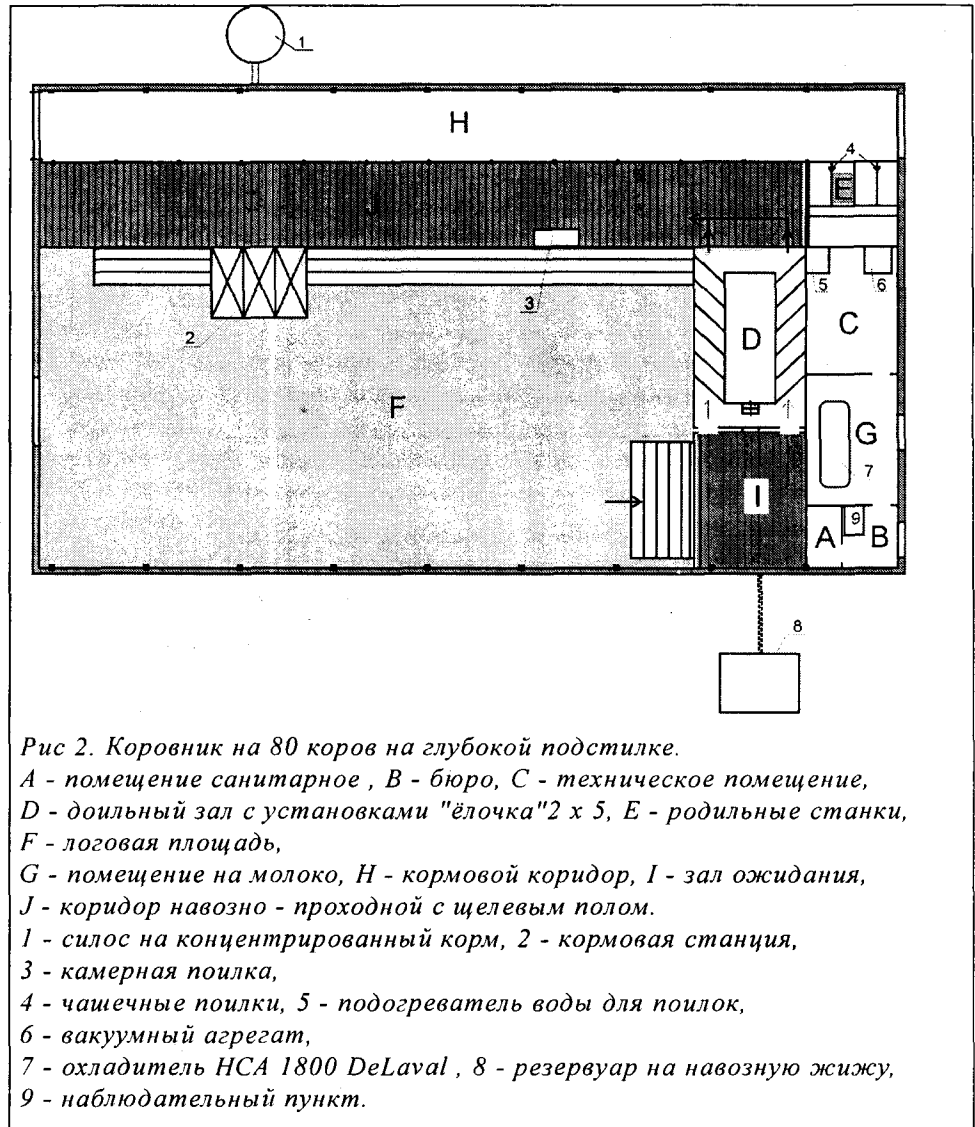 1
H
4
E
J
3
5
6
2
D
C
F
G
7
I
9
A
B
8
Рис 2. Коровник на 80 коров на глубокой подстилке.
А - помещение санитарное , В - бюро, С - техническое помещение,
D - доильный зал с установками "ёлочка"2 х 5, Е - родильные станки,
F - логовая площадь,
G - помещение на молоко, Н - кормовой коридор, I - зал ожидания,
J - коридор навозно - проходной с щелевым полом.
1 - силос на концентрированный корм, 2 - кормовая станция,
3 - камерная поилка,
4 - чашечные поилки, 5 - подогреватель воды для поилок,
6 - вакуумный агрегат,
7 - охладитель НСА 1800 DeLaval , 8 - резервуар на навозную жижу,
9 - наблюдательный пункт.